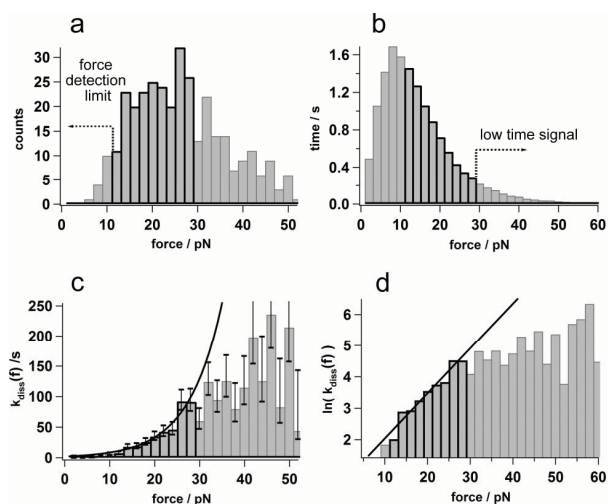 a
30
25
20
15
10
5
0
counts
force
detection
limit
0 10 20 30 40 50
force / pN
b
1.6
1.2
0.8
0.4
0.0
time / s
low time signal
0 10 20 30 40 50 60
force / pN
c
250
200
150
100
50
0
k_diss(f) /s
0 10 20 30 40 50
force / pN
d
6
5
4
3
2
ln( k_diss(f) )
10 20 30 40 50 60
force / pN